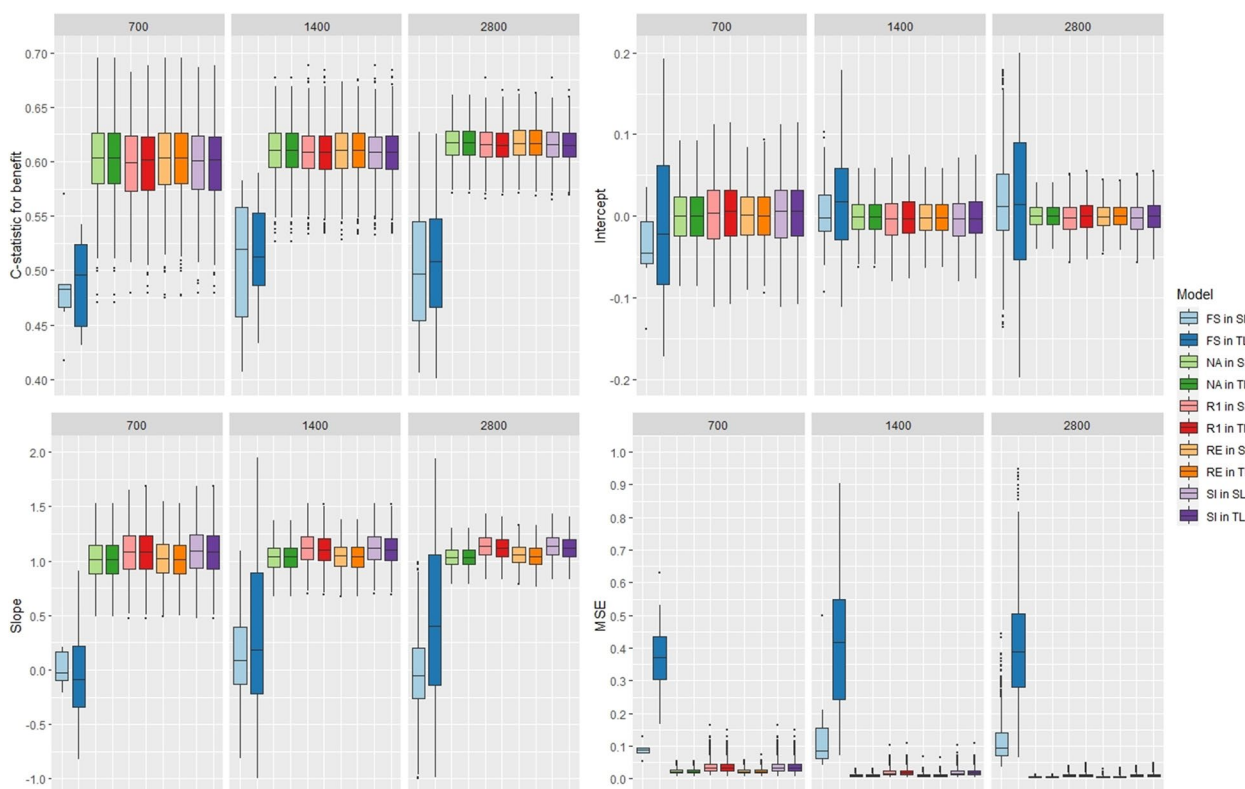 700 1400 2800
C-statistic for benefit
0.70
0.65
0.60
0.55
0.50
0.45
0.40
700 1400 2800
Intercept
0.2
0.1
0.0
-0.1
-0.2
700 1400 2800
Slope
2.0
1.5
1.0
0.5
0.0
-0.5
-1.0
700 1400 2800
MSE
1.0
0.9
0.8
0.7
0.6
0.5
0.4
0.3
0.2
0.1
0.0
Model
FS in SL
FS in TL
NA in S
NA in TL
R1 in S
R1 in TL
RE in S
RE in T
SI in SL
SI in TL